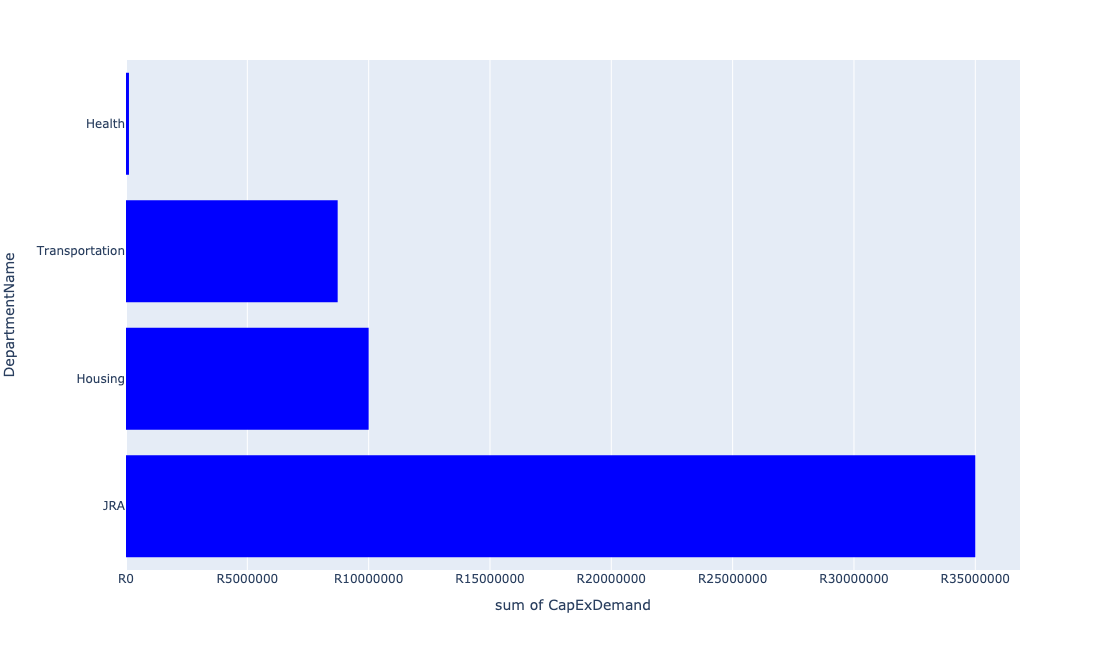 Health
Transportation
Housing
JRA
DepartmentName
R0 R5000000 R10000000 R15000000 R20000000 R25000000 R30000000 R35000000
sum of CapExDemand